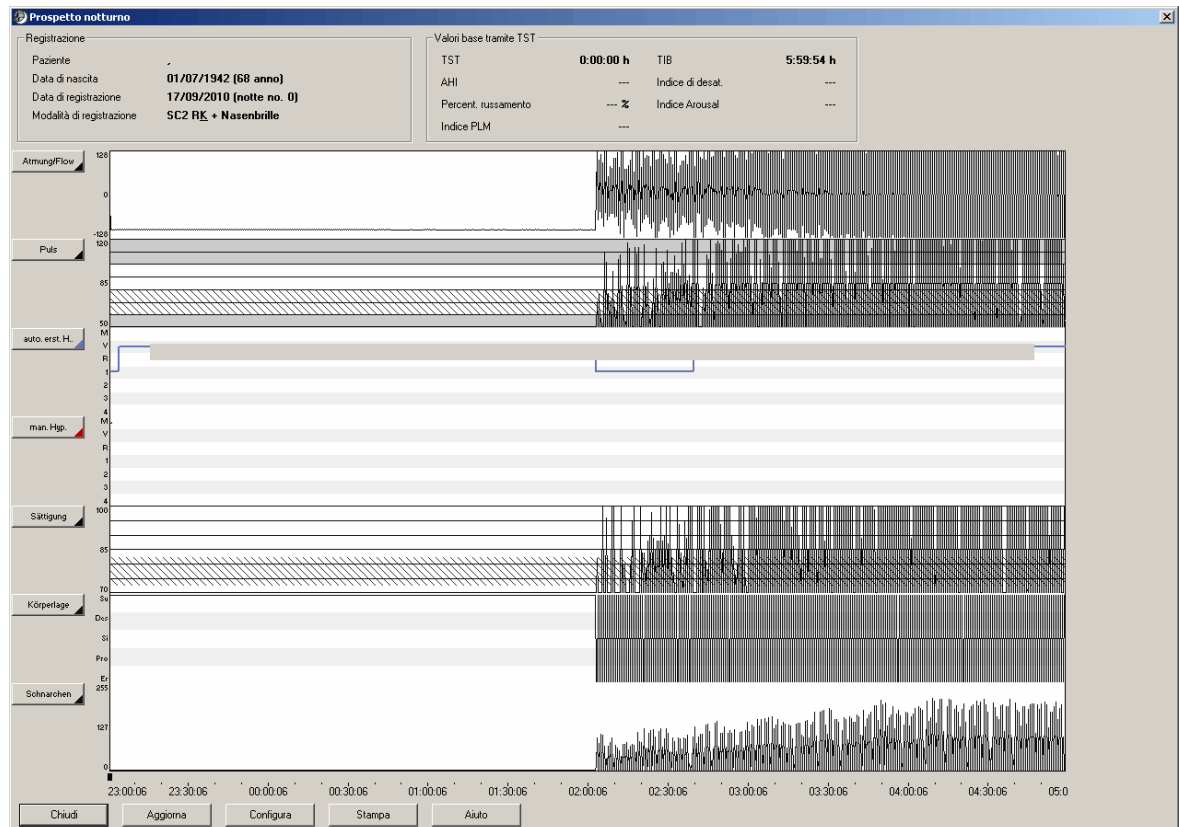 Prospetto notturno
Registrazione
Paziente ,
Data di nascita 01/07/1942 (68 anno)
Data di registrazione 17/09/2010 (notte no. 0)
Modalità di registrazione SC2 RK + Nasenbrille
Valori base tramite TST
TST 0:00:00 h TIB 5:59:54 h
AHI --- Indice di desat. ---
Percent. russamento --- % Indice Arousal ---
Indice PLM ---
Atmung/Flow
128
0
-128
Puls
120
85
50
auto. erst. H..
M
V
R
1
2
3
4
man. Hyp.
M
V
R
1
2
3
4
Sättigung
100
85
70
Körperlage
Su
Des
Si
Pro
Er
Schnarchen
255
127
0
23:00:06 23:30:06 00:00:06 00:30:06 01:00:06 01:30:06 02:00:06 02:30:06 03:00:06 03:30:06 04:00:06 04:30:06 05:0
Chiudi Aggiorna Configura Stampa Aiuto